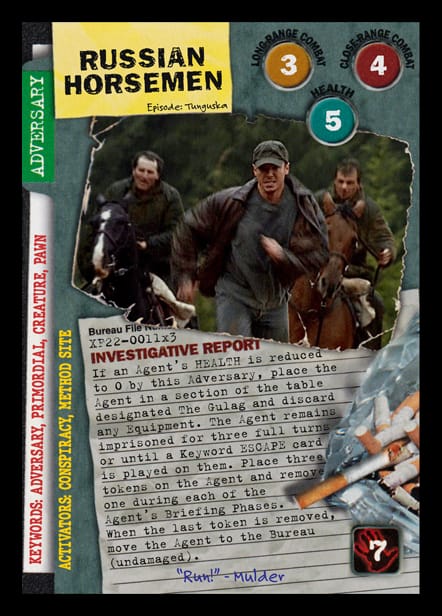 RUSSIAN
HORSEMEN
Episode: Tunguska
LONG-RANGE COMBAT
3
CLOSE-RANGE COMBAT
4
HEALTH
5
ADVERSARY
KEYWORDS: ADVERSARY, PRIMORDIAL, CREATURE, PAWN
ACTIVATORS: CONSPIRACY, METHOD SITE
Bureau File
XF22-0011x3
INVESTIGATIVE REPORT
If an Agent's HEALTH is reduced
to 0 by this Adversary, place the
Agent in a section of the table
designated The Gulag and discard
any Equipment. The Agent remains
imprisoned for three full turns
or until a Keyword ESCAPE card
is played on them. Place three
tokens on the Agent and remove
one during each of the
Agent's Briefing Phases.
When the last token is removed,
move the Agent to the Bureau
(undamaged).
"Run!" - Mulder
7